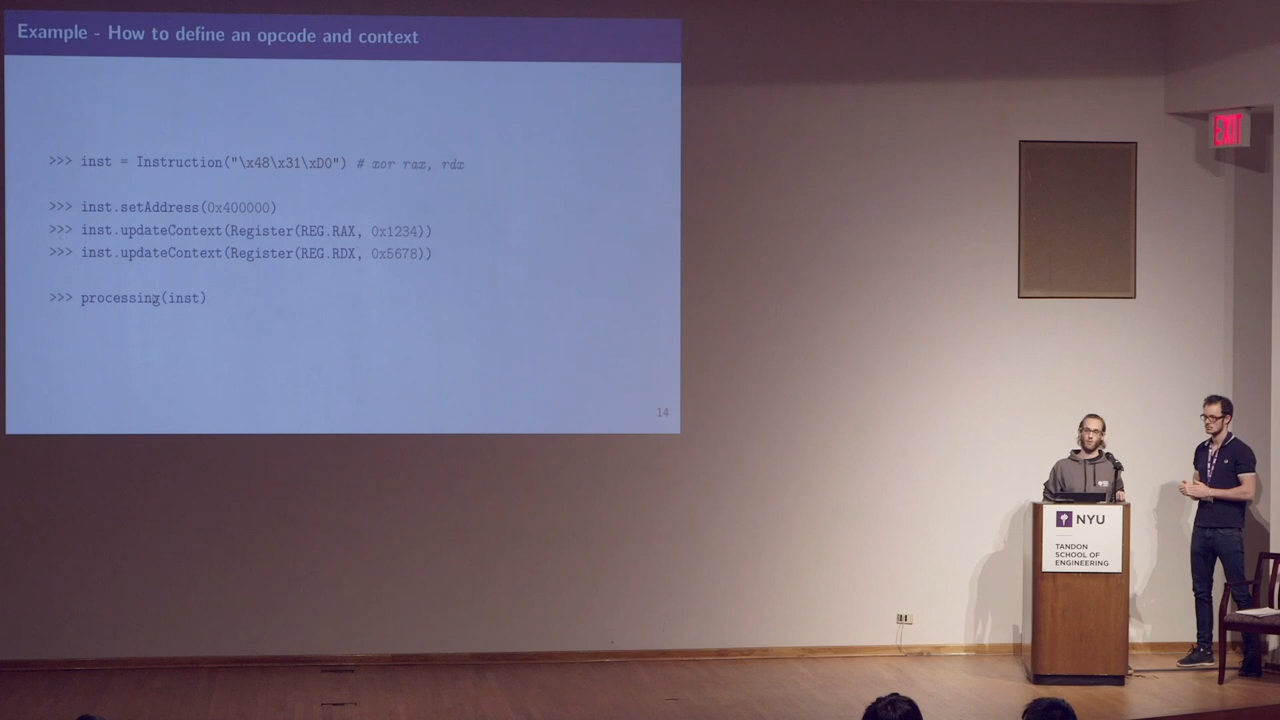 Example - How to define an opcode and context
>>> inst = Instruction("\x48\x31\xD0") # xor rax, rdx
>>> inst.setAddress(0x400000)
>>> inst.updateContext(Register(REG.RAX, 0x1234))
>>> inst.updateContext(Register(REG.RDX, 0x5678))
>>> processing(inst)
14
EXIT
NYU
TANDON
SCHOOL OF
ENGINEERING